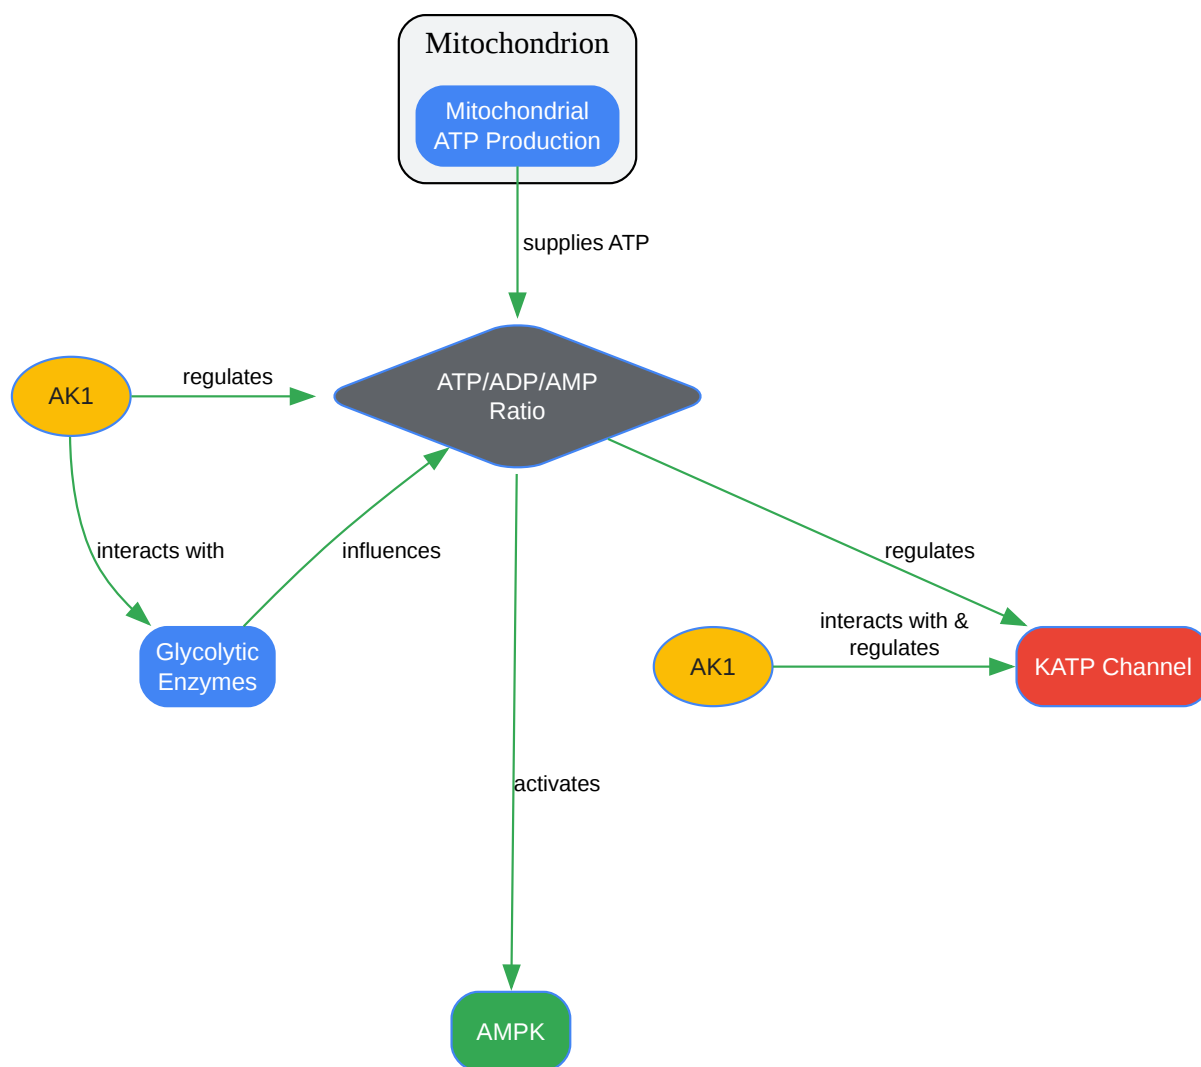 Mitochondrion
Mitochondrial
ATP Production
supplies ATP
AK1
regulates
ATP/ADP/AMP
Ratio
interacts with
influences
regulates
Glycolytic
Enzymes
AK1
interacts with &
regulates
KATP Channel
activates
AMPK